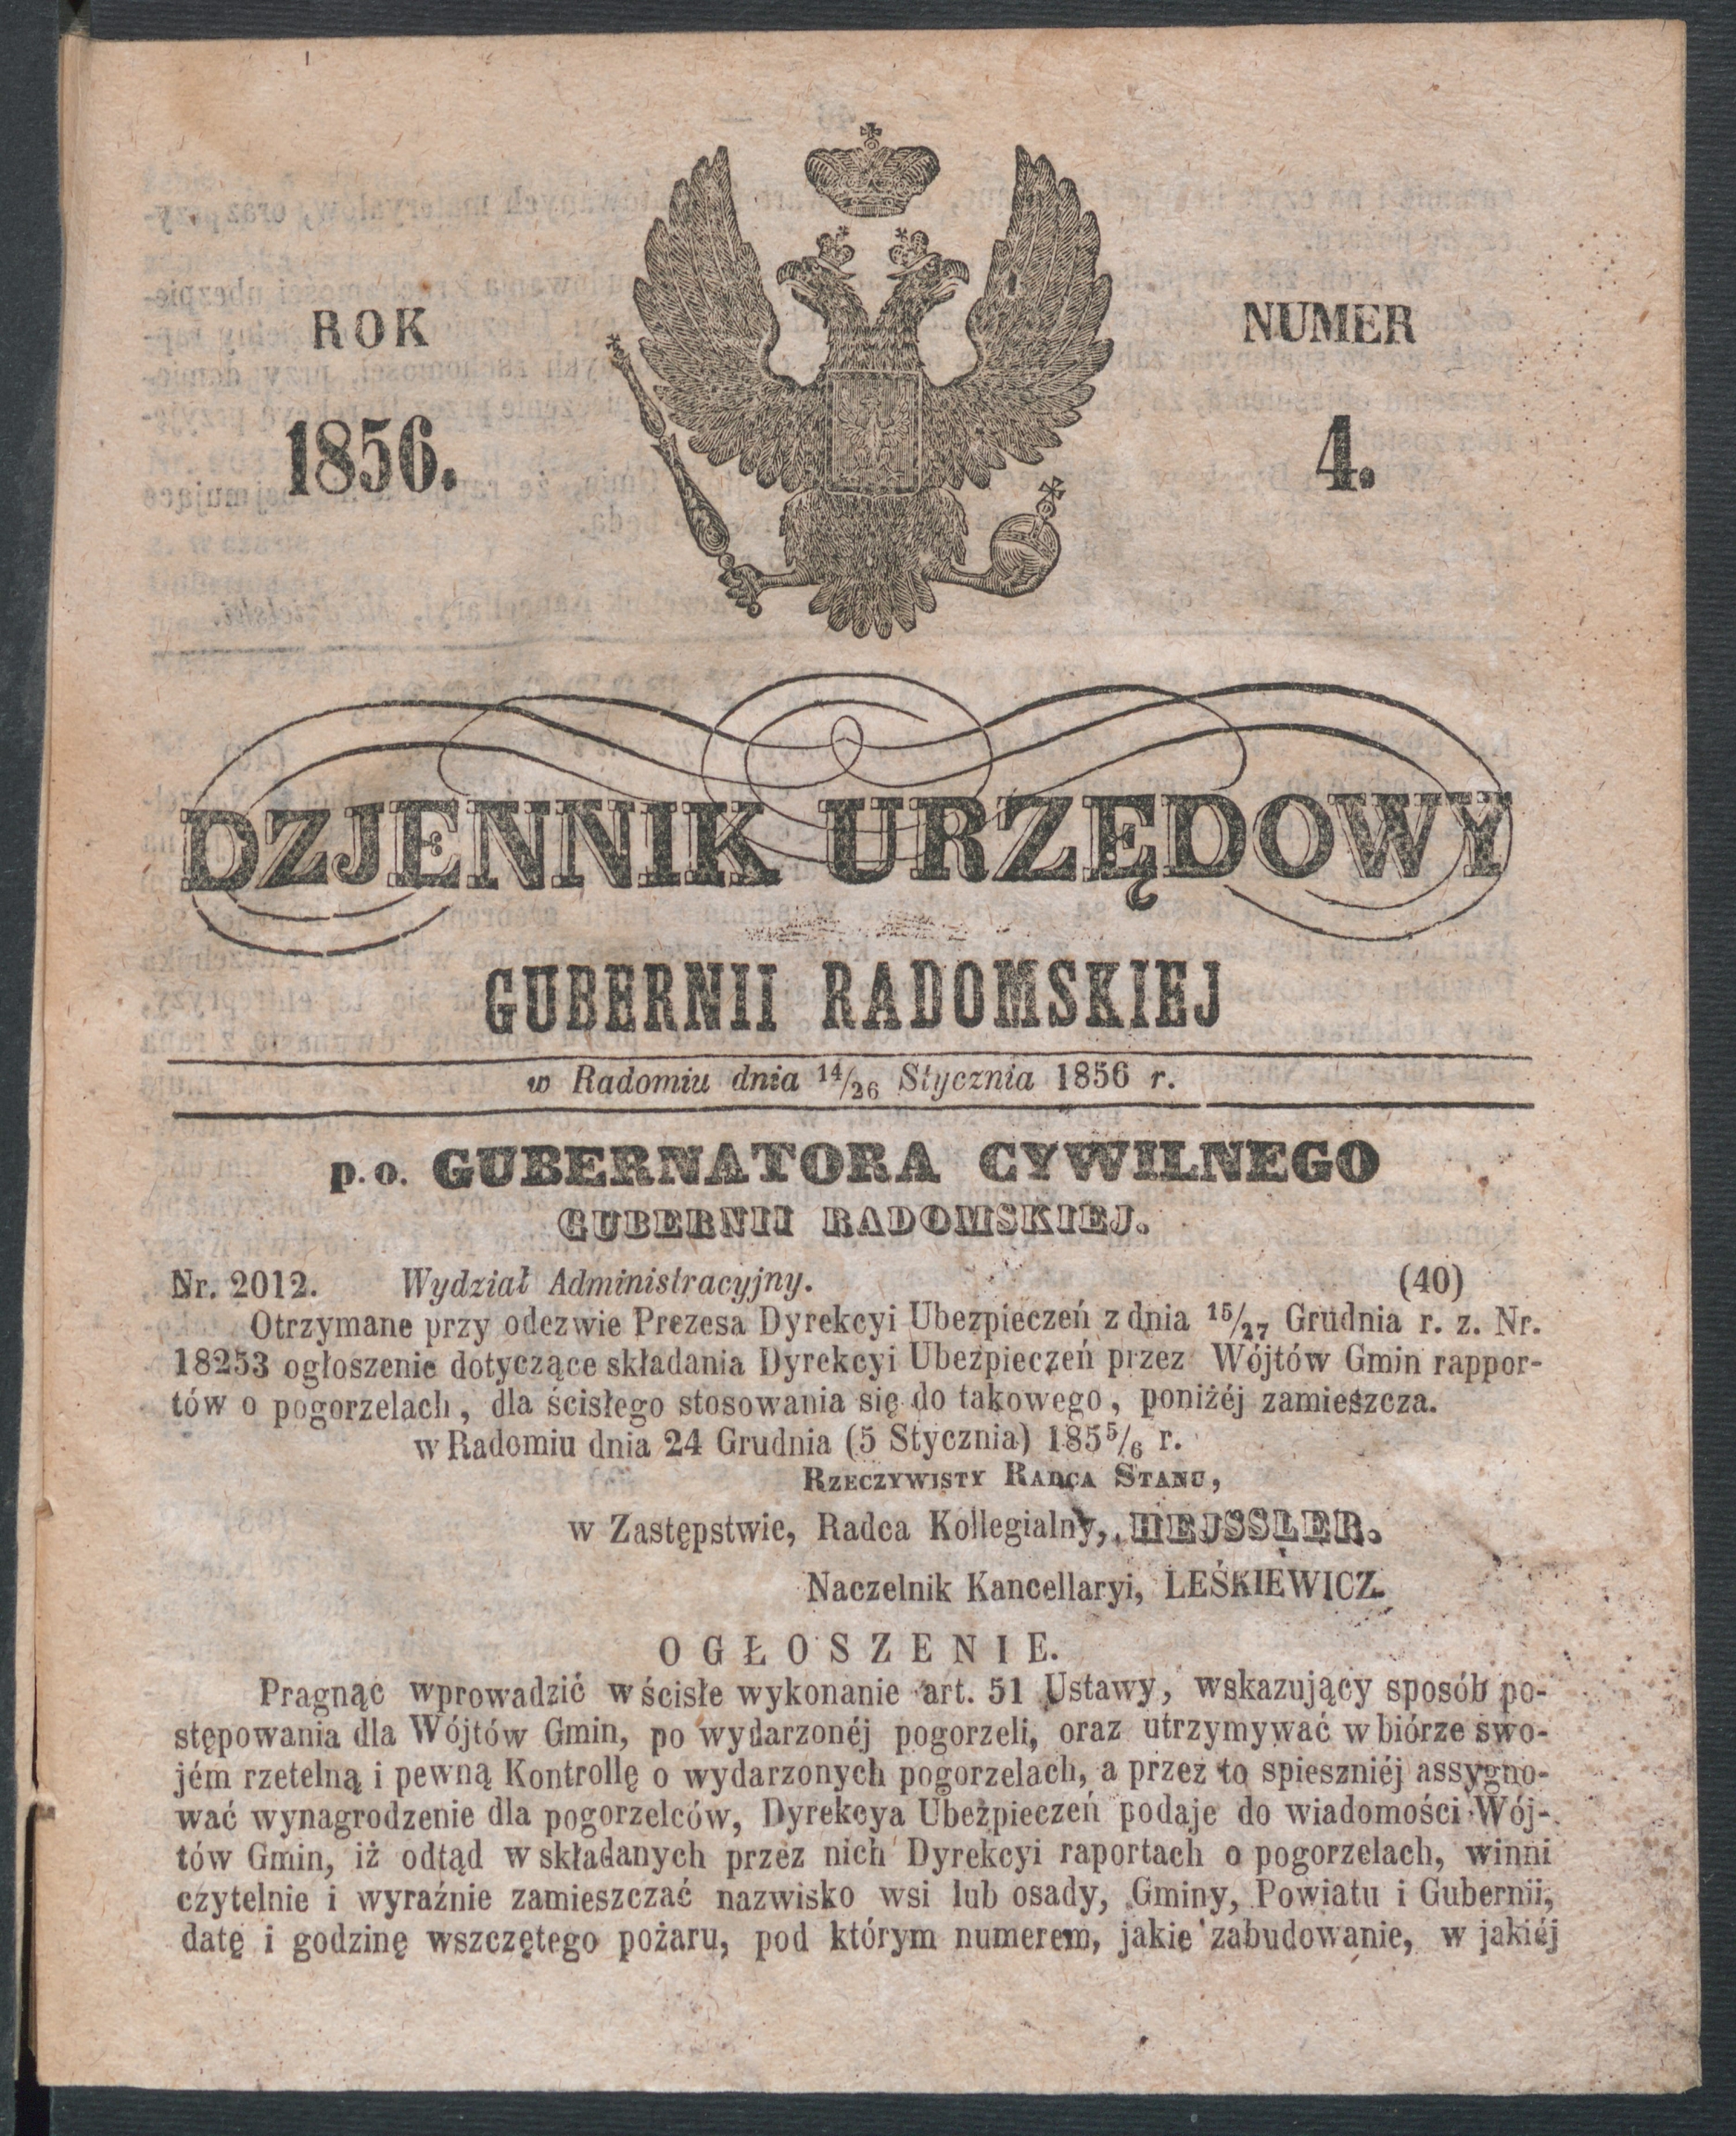 ROK
NUMER
1856.
4.
DZJENNIK URZĘDOWY
GUBERNII RADOMSKIEJ
w Radomiu dnia 14/26 Stycznia 1856 r.
p. o. GUBERNATORA CYWILNEGO
GUBERNII RADOMSKIEJ.
Nr. 2012. Wydział Administracyjny. (40)
Otrzymane przy odezwie Prezesa Dyrekcyi Ubezpieczeń z dnia 15/27 Grudnia r. z. Nr.
18253 ogłoszenie dotyczące składania Dyrekcyi Ubezpieczeń przez Wójtów Gmin rappor-
tów o pogorzelach, dla ścisłego stosowania się do takowego, poniżéj zamieszcza.
w Radomiu dnia 24 Grudnia (5 Stycznia) 185 5/6 r.
RZECZYWISTY RADCA STANU,
w Zastępstwie, Radca Kollegialny, HEJSSLER.
Naczelnik Kancellaryi, LEŚKIEWICZ.
OGŁOSZENIE.
Pragnąc wprowadzić w ścisłe wykonanie art. 51 Ustawy, wskazujący sposób po-
stępowania dla Wójtów Gmin, po wydarzonéj pogorzeli, oraz utrzymywać w biórze swo-
jém rzetelną i pewną Kontrollę o wydarzonych pogorzelach, a przez to spieszniéj assygno-
wać wynagrodzenie dla pogorzelców, Dyrekcya Ubezpieczeń podaje do wiadomości Wój-
tów Gmin, iż odtąd w składanych przez nich Dyrekcyi raportach o pogorzelach, winni
czytelnie i wyraźnie zamieszczać nazwisko wsi lub osady, Gminy, Powiatu i Gubernii,
datę i godzinę wszczętego pożaru, pod którym numerem, jakie zabudowanie, w jakiéj